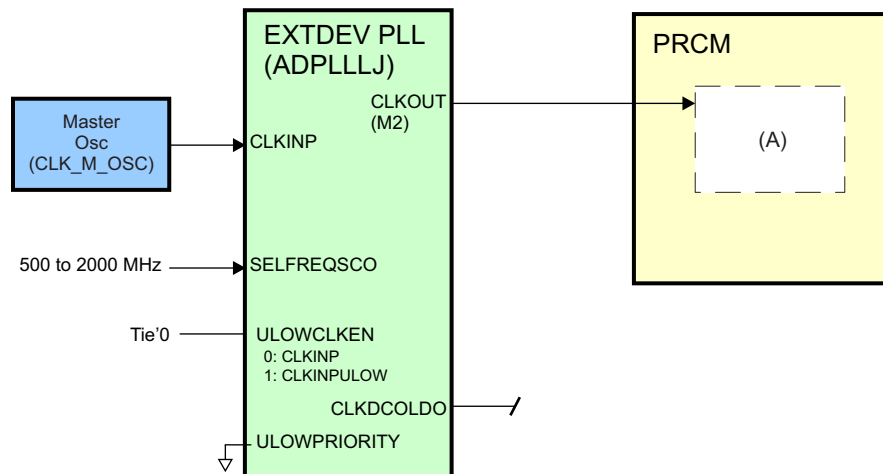 EXTDEV PLL
(ADPLLLJ)
PRCM
CLKOUT
(M2)
Master
Osc
(CLK_M_OSC)
CLKINP
(A)
500 to 2000 MHz
SELFREQSCO
Tie'0
ULOWCLKEN
0: CLKINP
1: CLKINPULOW
CLKDCOLDO
ULOWPRIORITY